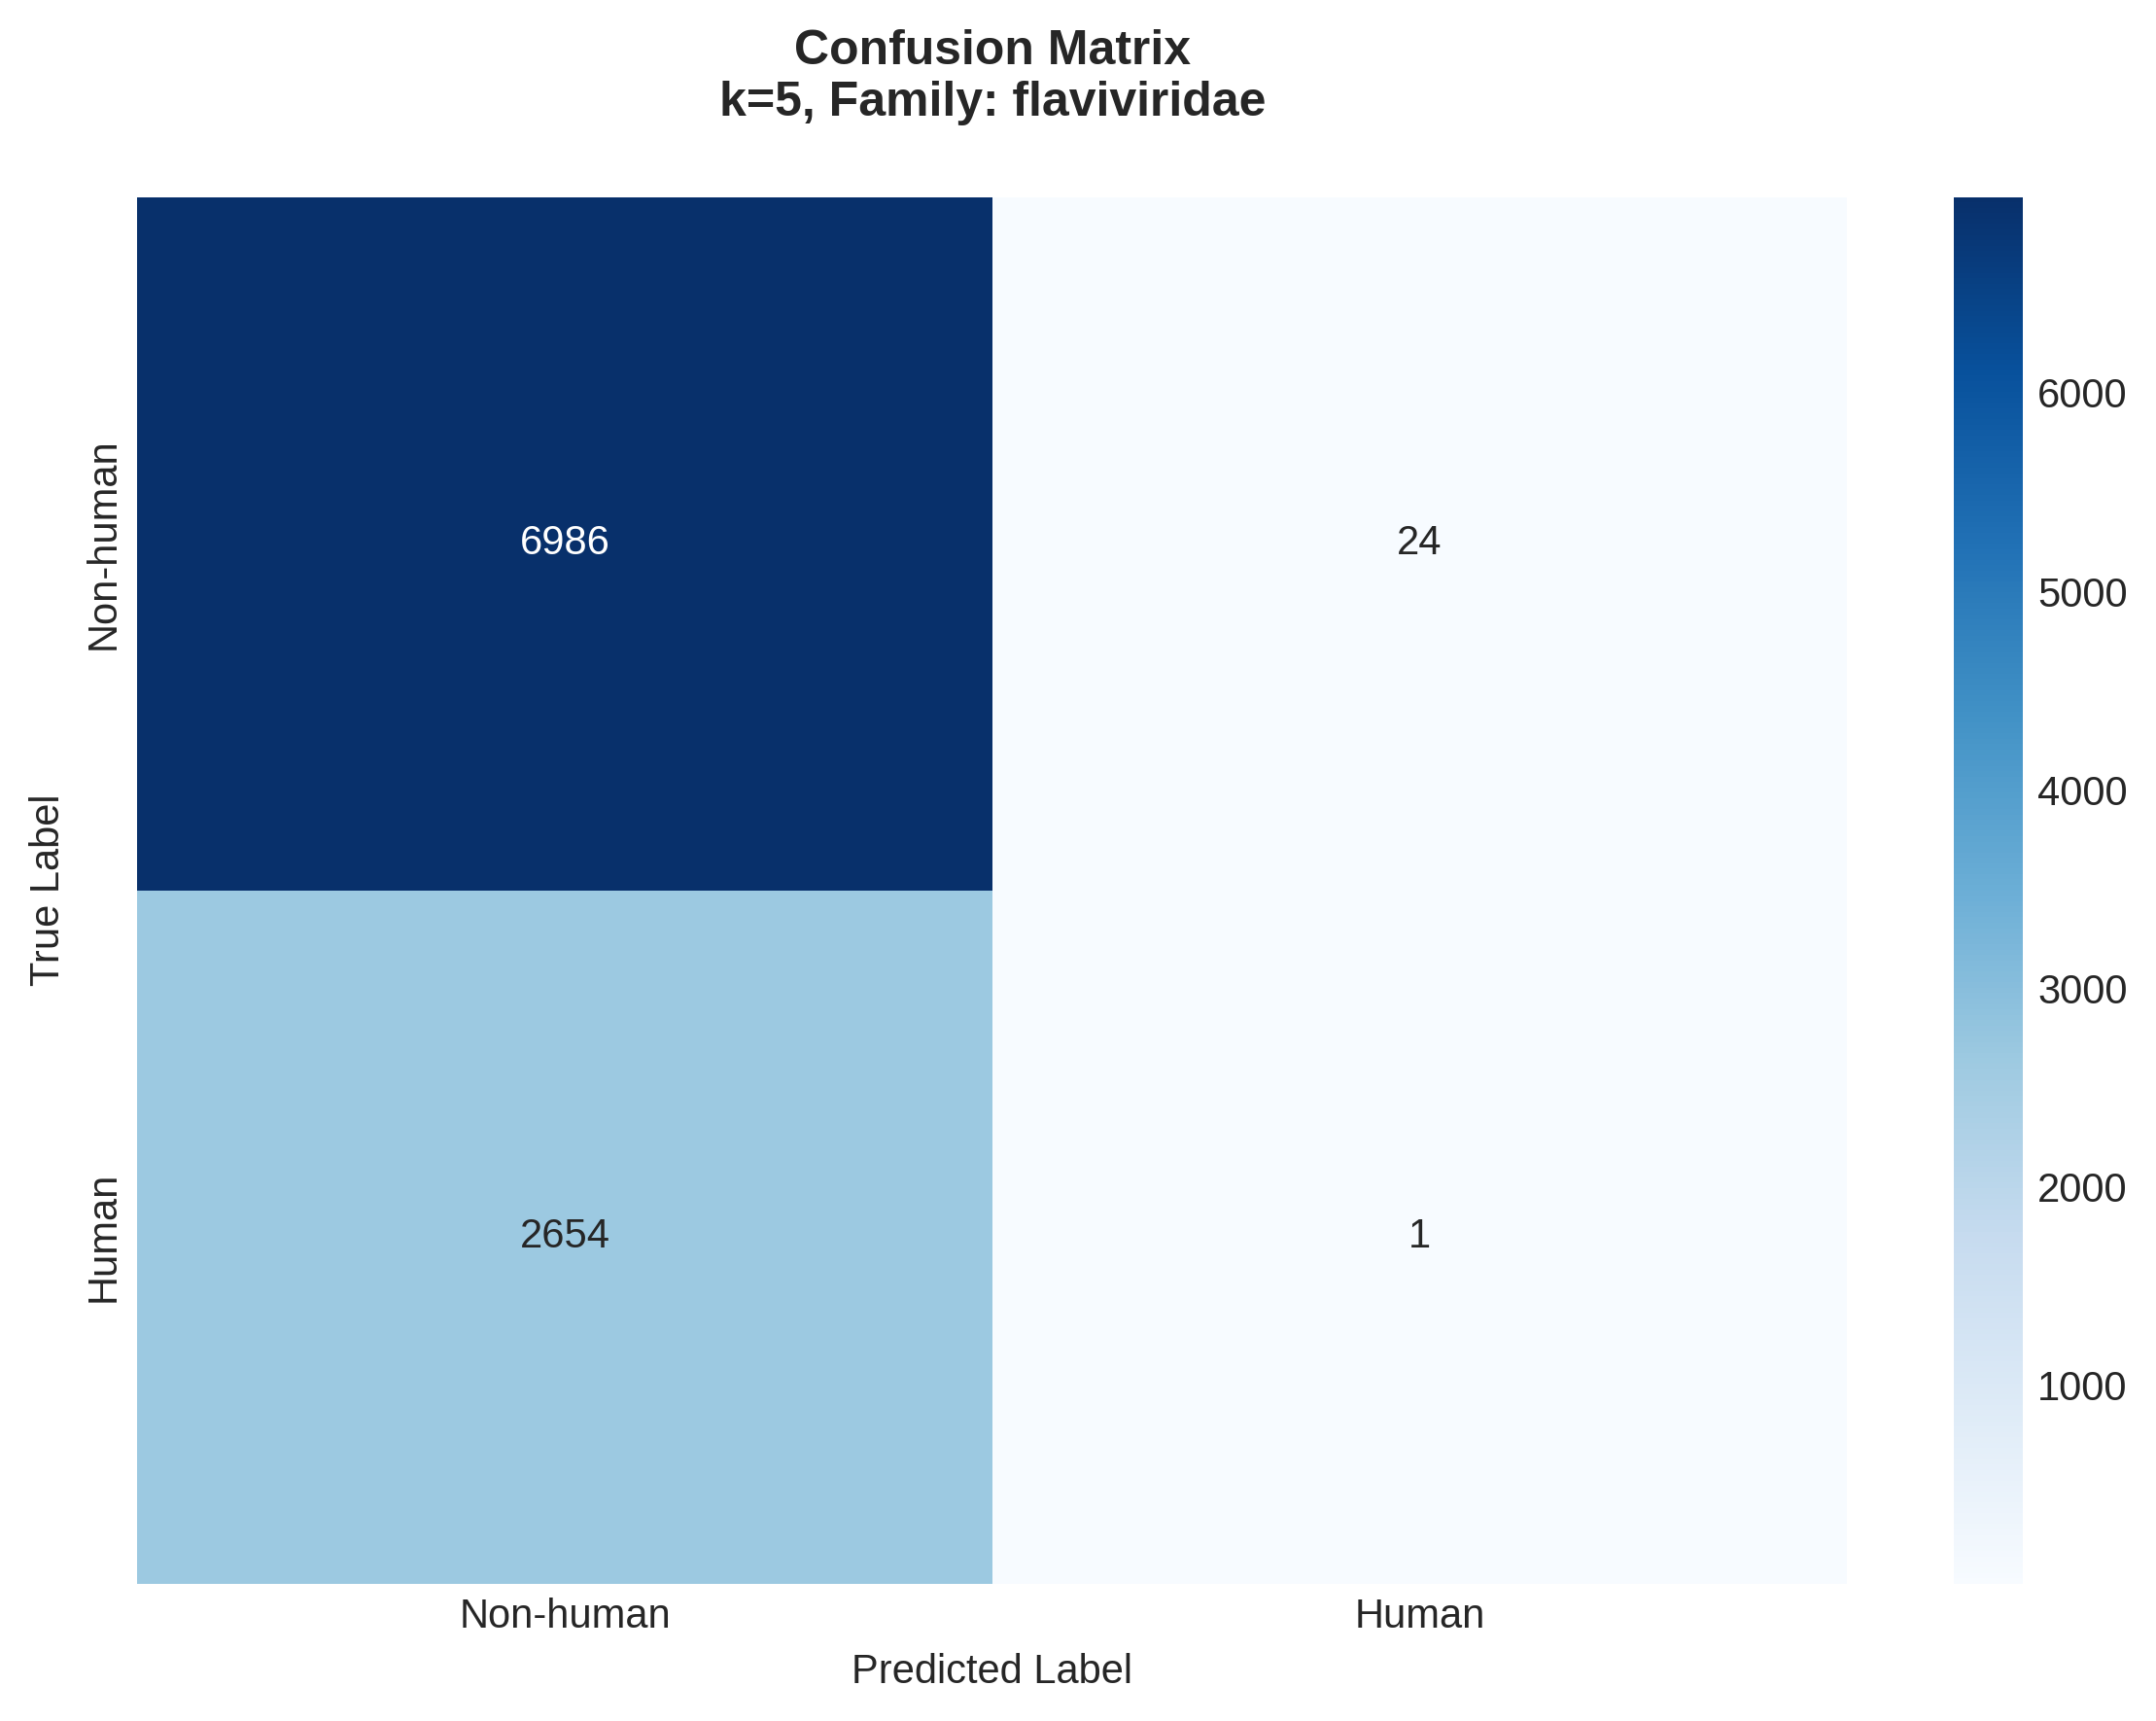 Confusion Matrix
k=5, Family: flaviviridae
True Label
Non-human
6986
24
Human
2654
1
Non-human
Human
Predicted Label
6000
5000
4000
3000
2000
1000